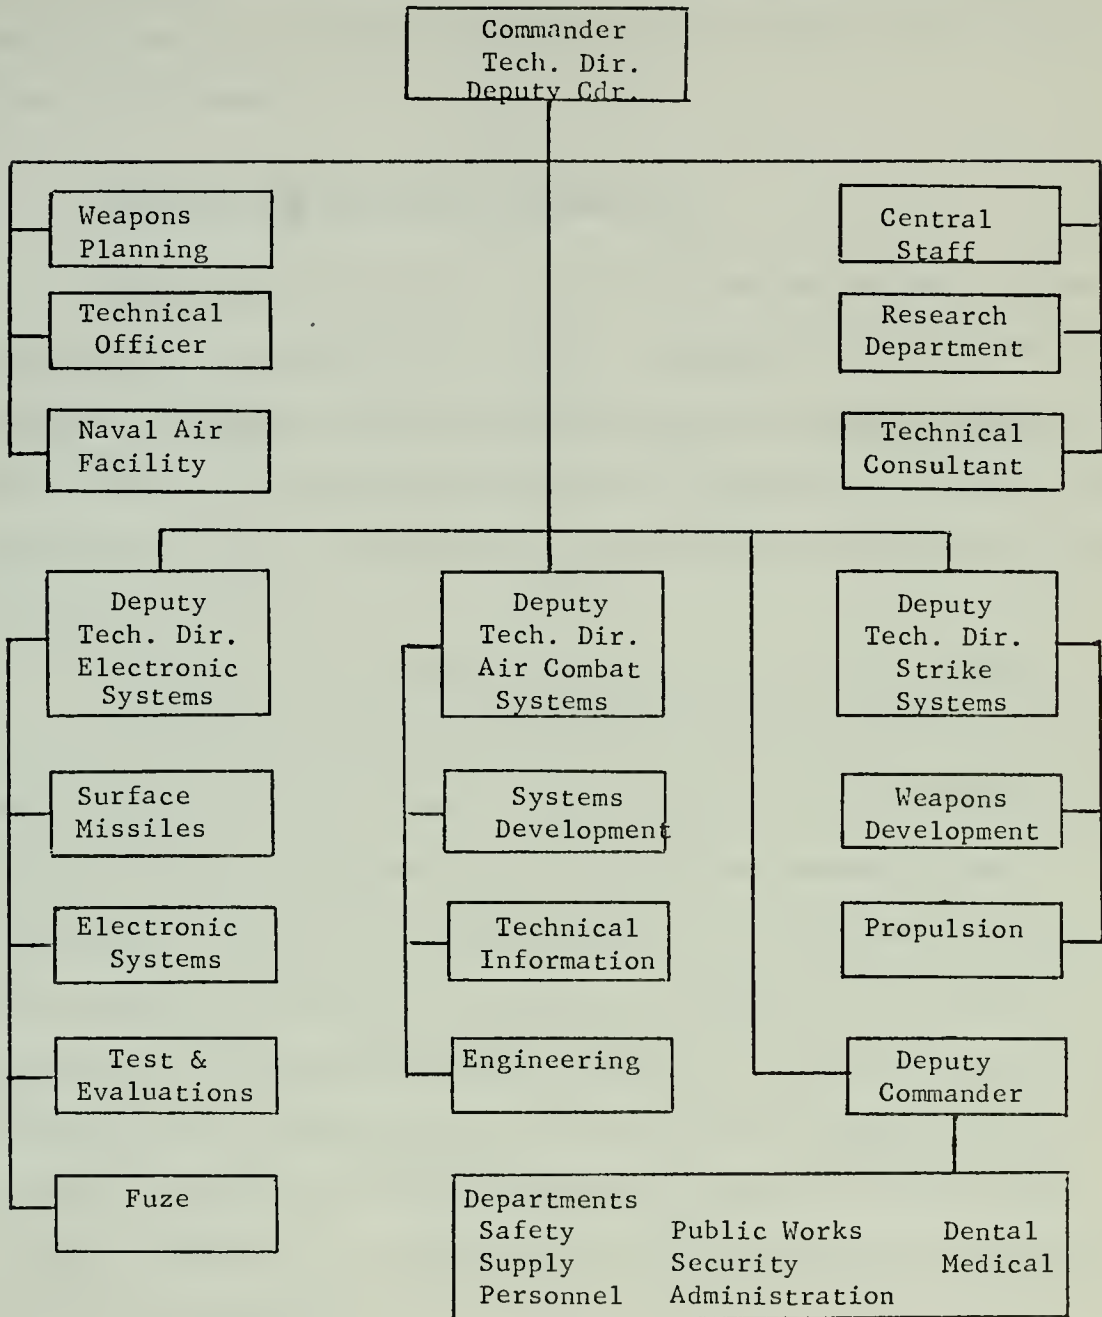 Commander
Tech. Dir.
Deputy Cdr.
Weapons
Planning
Central
Staff
Technical
Officer
Research
Department
Naval Air
Facility
Technical
Consultant
Deputy
Tech. Dir.
Electronic
Systems
Deputy
Tech. Dir.
Air Combat
Systems
Deputy
Tech. Dir.
Strike
Systems
Surface
Missiles
Systems
Development
Weapons
Development
Electronic
Systems
Technical
Information
Propulsion
Test &
Evaluations
Engineering
Deputy
Commander
Fuze
Departments
Safety Public Works Dental
Supply Security Medical
Personnel Administration